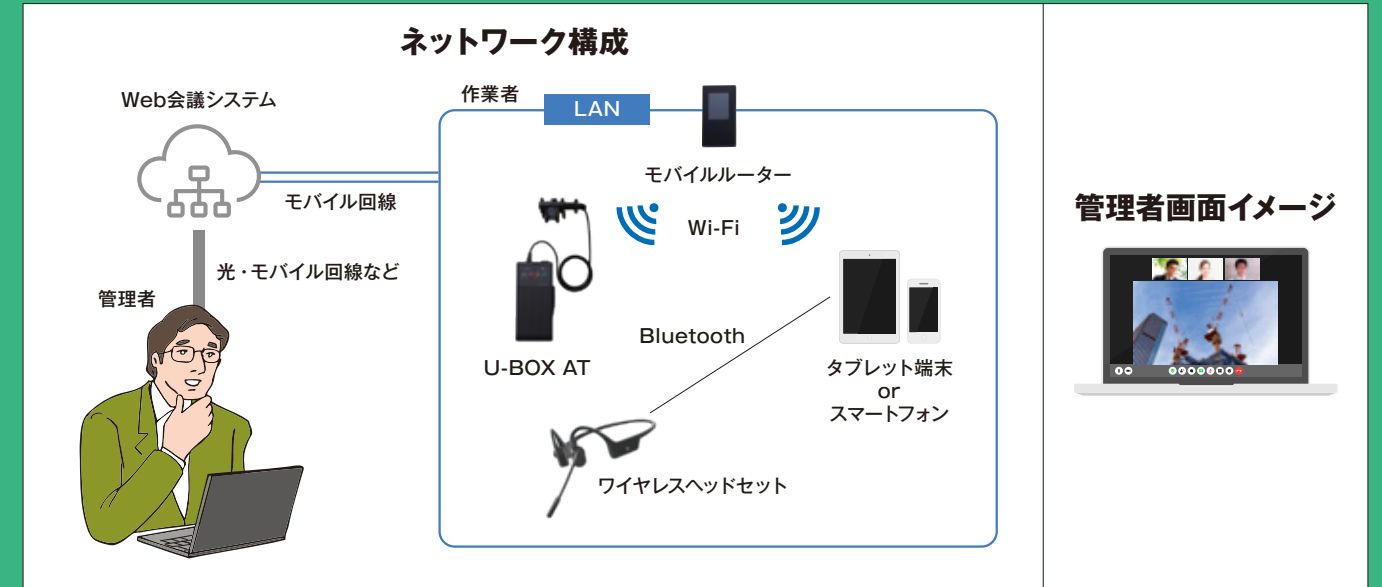 ネットワーク構成
Web会議システム
作業者
LAN
モバイルルーター
モバイル回線
Wi-Fi
光・モバイル回線など
管理者
Bluetooth
U-BOX AT
タブレット端末
or
スマートフォン
ワイヤレスヘッドセット
管理者画面イメージ